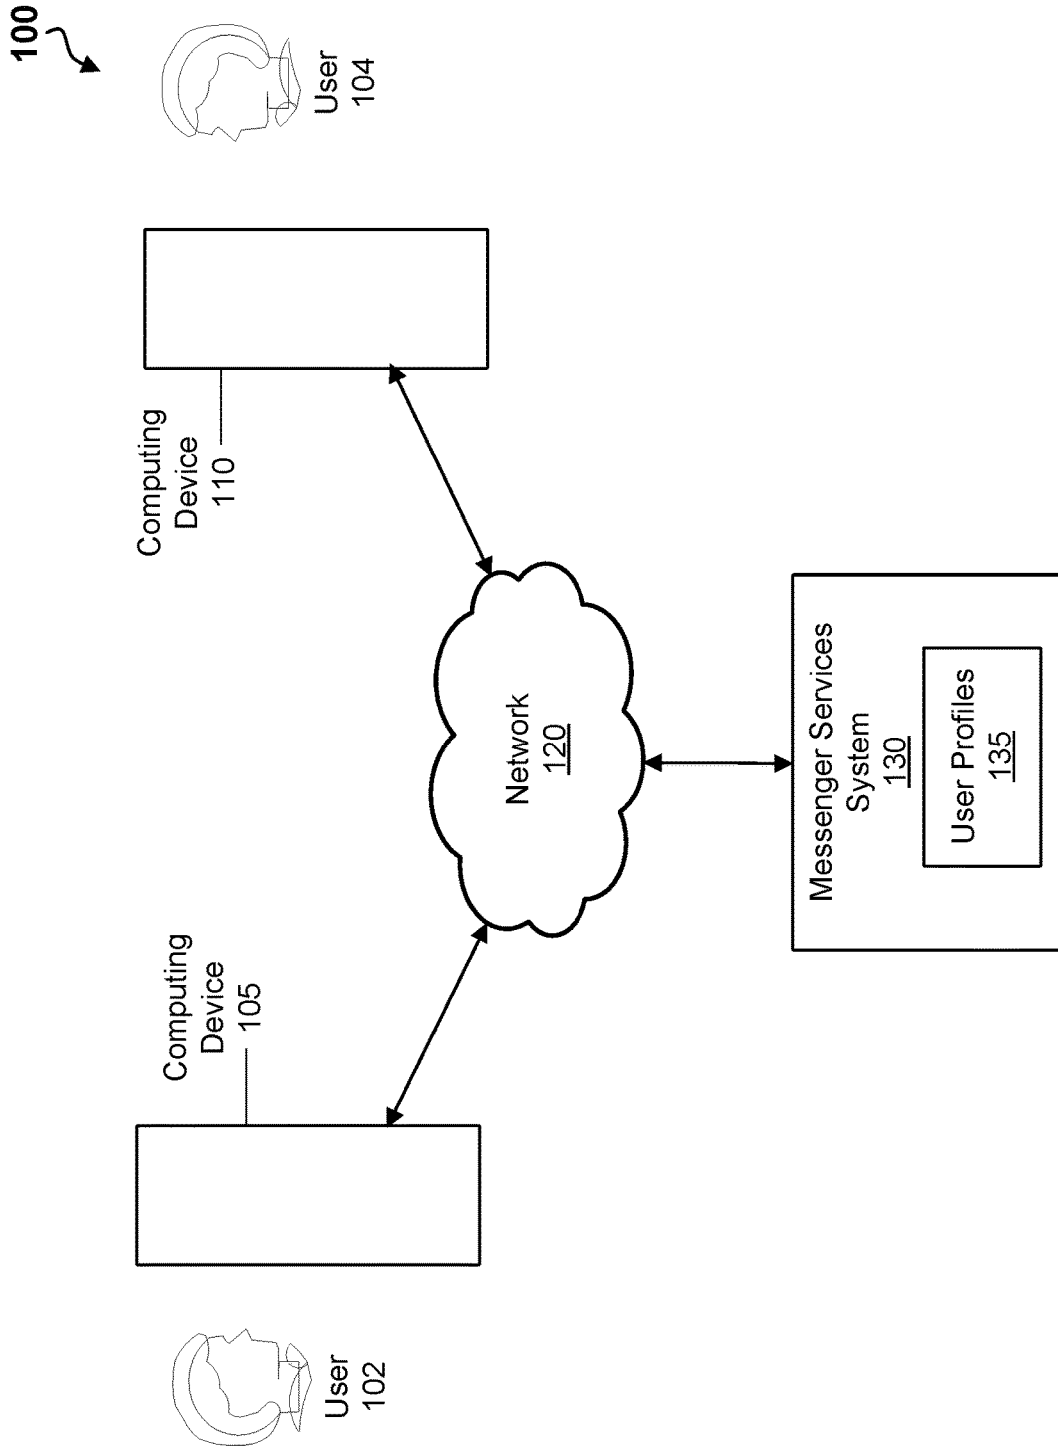 100
User
102
Computing
Device
105
Computing
Device
110
User
104
Network
120
Messenger Services
System
130
User Profiles
135